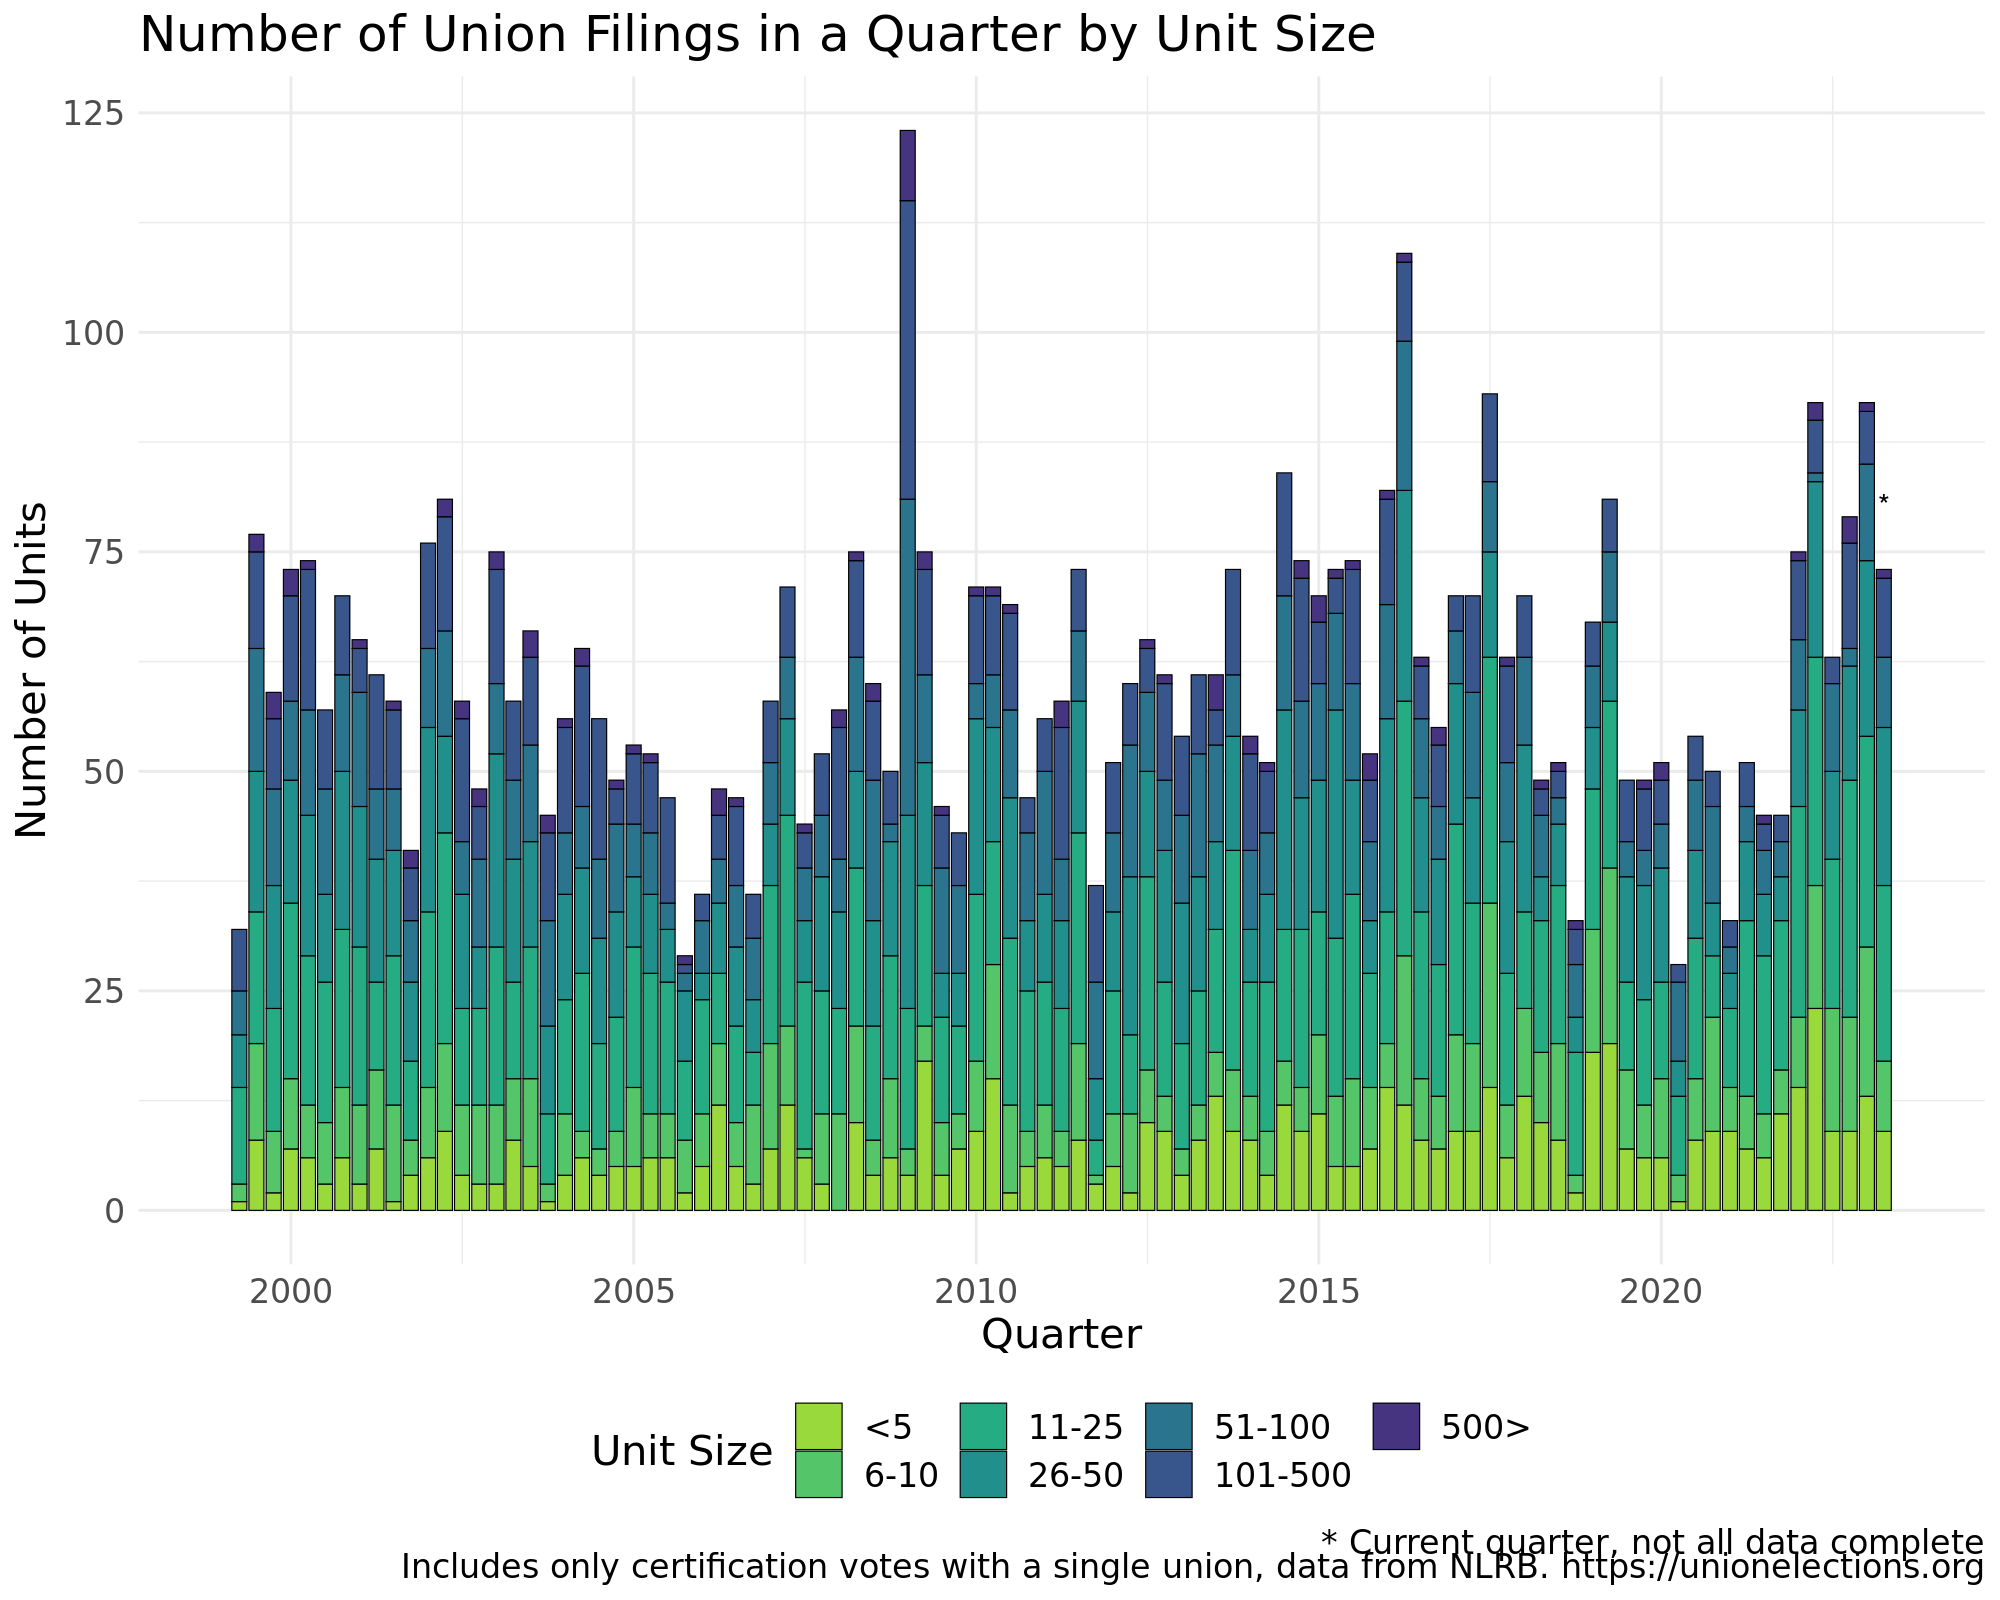 Number of Union Filings in a Quarter by Unit Size
Number of Units
125
100
75
50
25
0
*
2000 2005 2010 2015 2020
Quarter
Unit Size
<5 11-25 51-100 500>
6-10 26-50 101-500
* Current quarter, not all data complete
Includes only certification votes with a single union, data from NLRB. https://unionelections.org